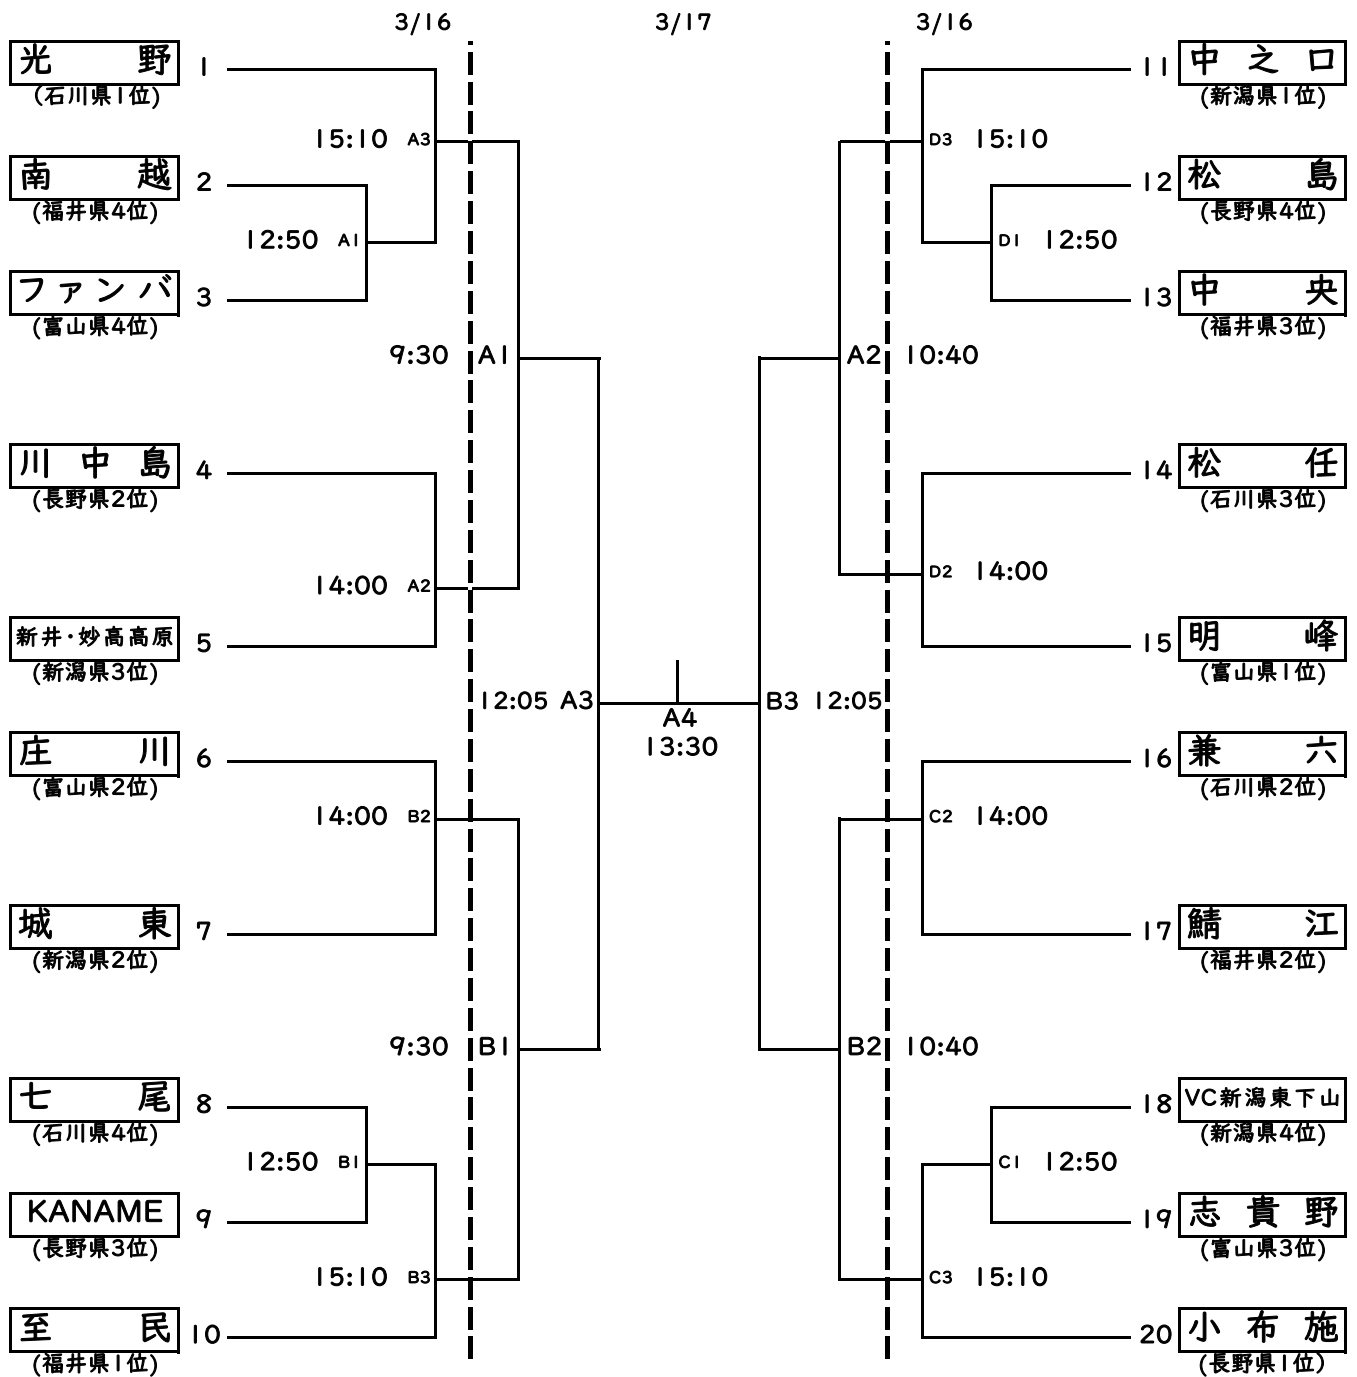 3/16 3/17 3/16
光野 1
(石川県1位)
15:10 A3
南越 2
(福井県4位)
12:50 A1
ファンバ 3
(富山県4位)
9:30 A1
川中島 4
(長野県2位)
14:00 A2
新井・妙高高原 5
(新潟県3位)
12:05 A3
庄川 6
(富山県2位)
14:00 B2
城東 7
(新潟県2位)
9:30 B1
七尾 8
(石川県4位)
12:50 B1
KANAME 9
(長野県3位)
15:10 B3
至民 10
(福井県1位)
A4
13:30
11 中之口
(新潟県1位)
D3 15:10
12 松島
(長野県4位)
D1 12:50
13 中央
(福井県3位)
A2 10:40
14 松任
(石川県3位)
D2 14:00
15 明峰
(富山県1位)
B3 12:05
16 兼六
(石川県2位)
C2 14:00
17 鯖江
(福井県2位)
B2 10:40
18 VC新潟東下山
(新潟県4位)
C1 12:50
19 志貴野
(富山県3位)
C3 15:10
20 小布施
(長野県1位)